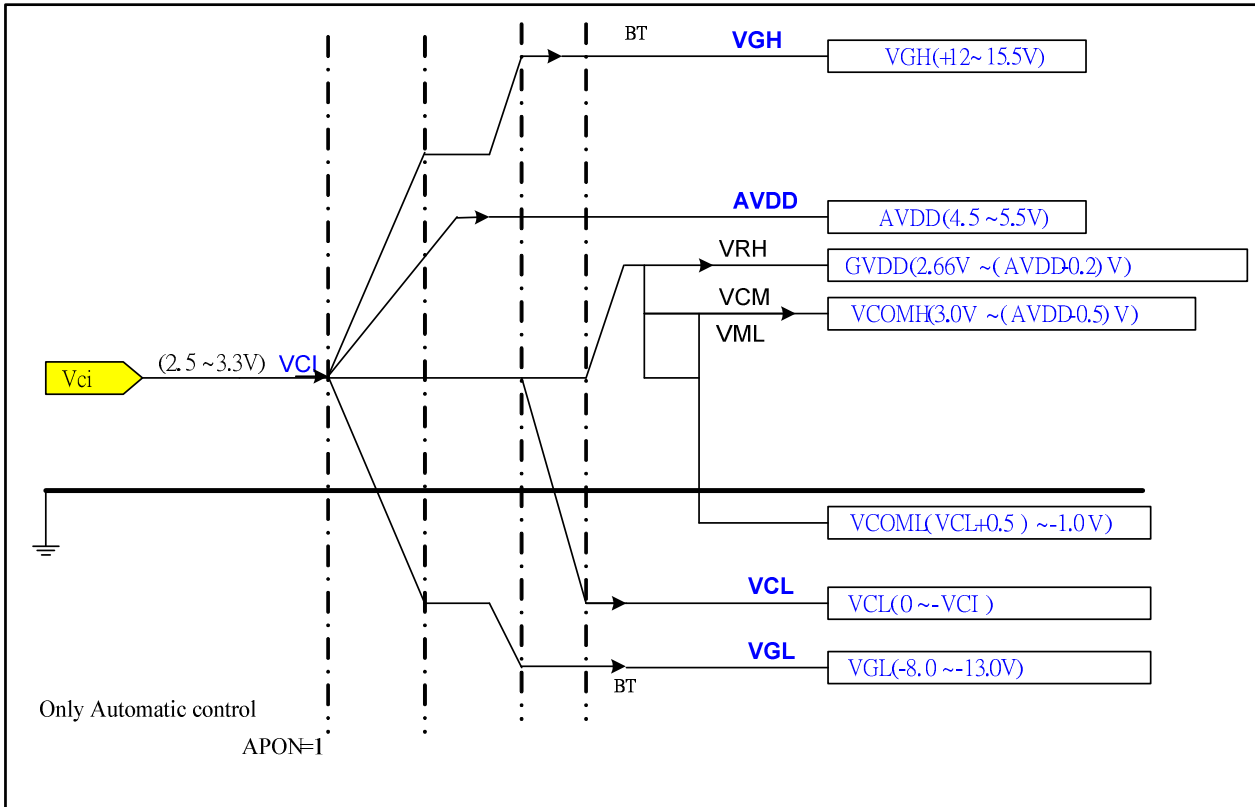 BT VGH VGH(+12~15.5V)
AVDD AVDD(4.5~5.5V)
VRH GVDD(2.66V ~(AVDD-0.2)V)
VCM VCOMH(3.0V ~(AVDD-0.5)V)
VML
Vci (2.5~3.3V) VCI
VCOML(VCL+0.5) ~-1.0V)
VCL VCL(0 ~-VCI )
VGL VGL(-8.0 ~-13.0V)
BT
Only Automatic control
APON=1